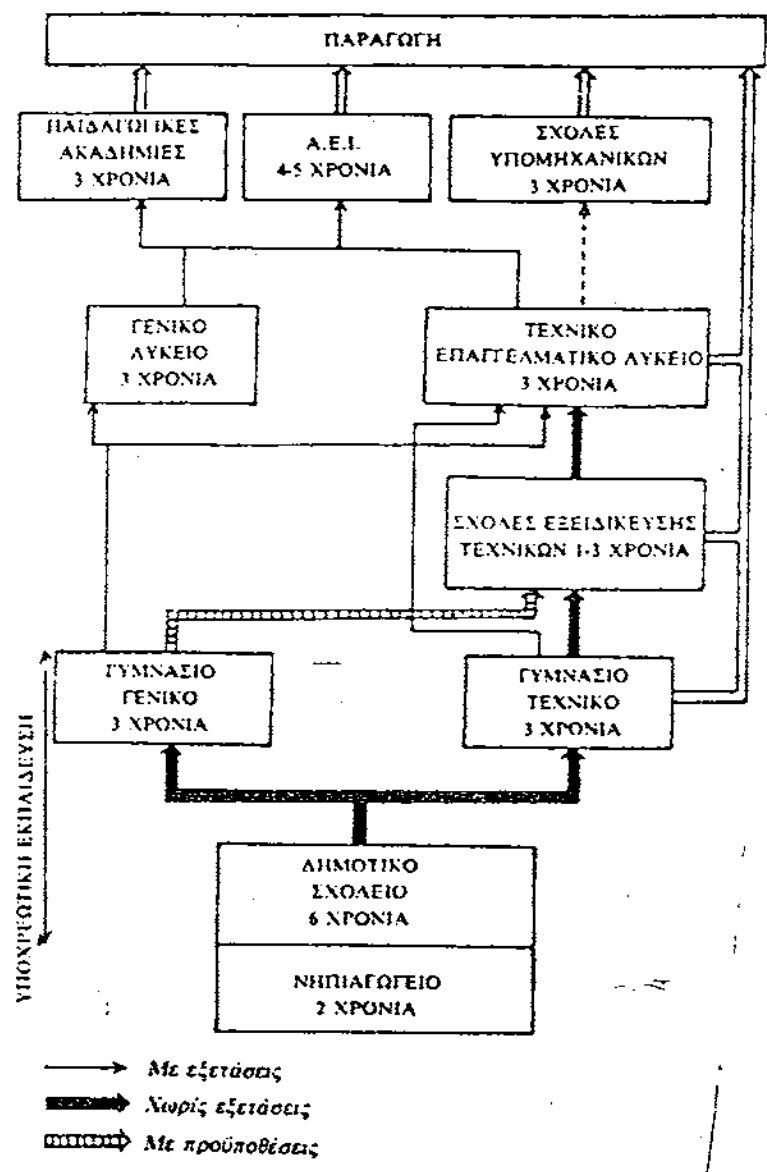 ΠΑΡΑΓΩΓΗ
ΠΑΙΔΑΓΩΓΙΚΕΣ
ΑΚΑΔΗΜΙΕΣ
3 ΧΡΟΝΙΑ
Α.Ε.Ι.
4-5 ΧΡΟΝΙΑ
ΣΧΟΛΕΣ
ΥΠΟΜΗΧΑΝΙΚΩΝ
3 ΧΡΟΝΙΑ
ΓΕΝΙΚΟ
ΛΥΚΕΙΟ
3 ΧΡΟΝΙΑ
ΤΕΧΝΙΚΟ
ΕΠΑΓΓΕΛΜΑΤΙΚΟ ΛΥΚΕΙΟ
3 ΧΡΟΝΙΑ
ΣΧΟΛΕΣ ΕΞΕΙΔΙΚΕΥΣΗΣ
ΤΕΧΝΙΚΩΝ 1-3 ΧΡΟΝΙΑ
ΓΥΜΝΑΣΙΟ
ΓΕΝΙΚΟ
3 ΧΡΟΝΙΑ
ΓΥΜΝΑΣΙΟ
ΤΕΧΝΙΚΟ
3 ΧΡΟΝΙΑ
ΥΠΟΧΡΕΩΤΙΚΗ ΕΚΠΑΙΔΕΥΣΗ
ΔΗΜΟΤΙΚΟ
ΣΧΟΛΕΙΟ
6 ΧΡΟΝΙΑ
ΝΗΠΙΑΓΩΓΕΙΟ
2 ΧΡΟΝΙΑ
Με εξετάσεις
Χωρίς εξετάσεις
Με προϋποθέσεις